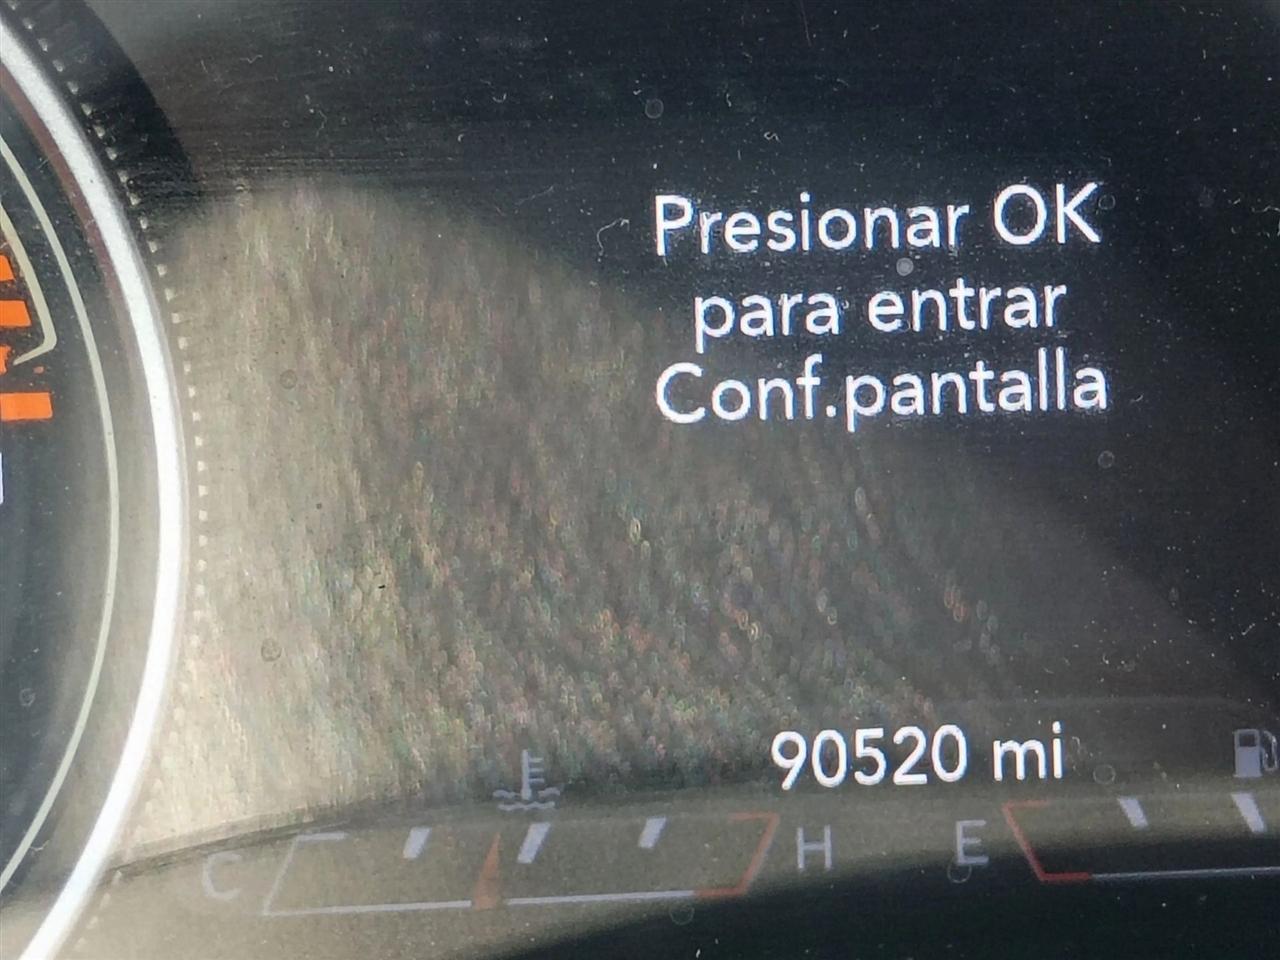 Presionar OK
para entrar
Conf.pantalla
90520 mi
C H E